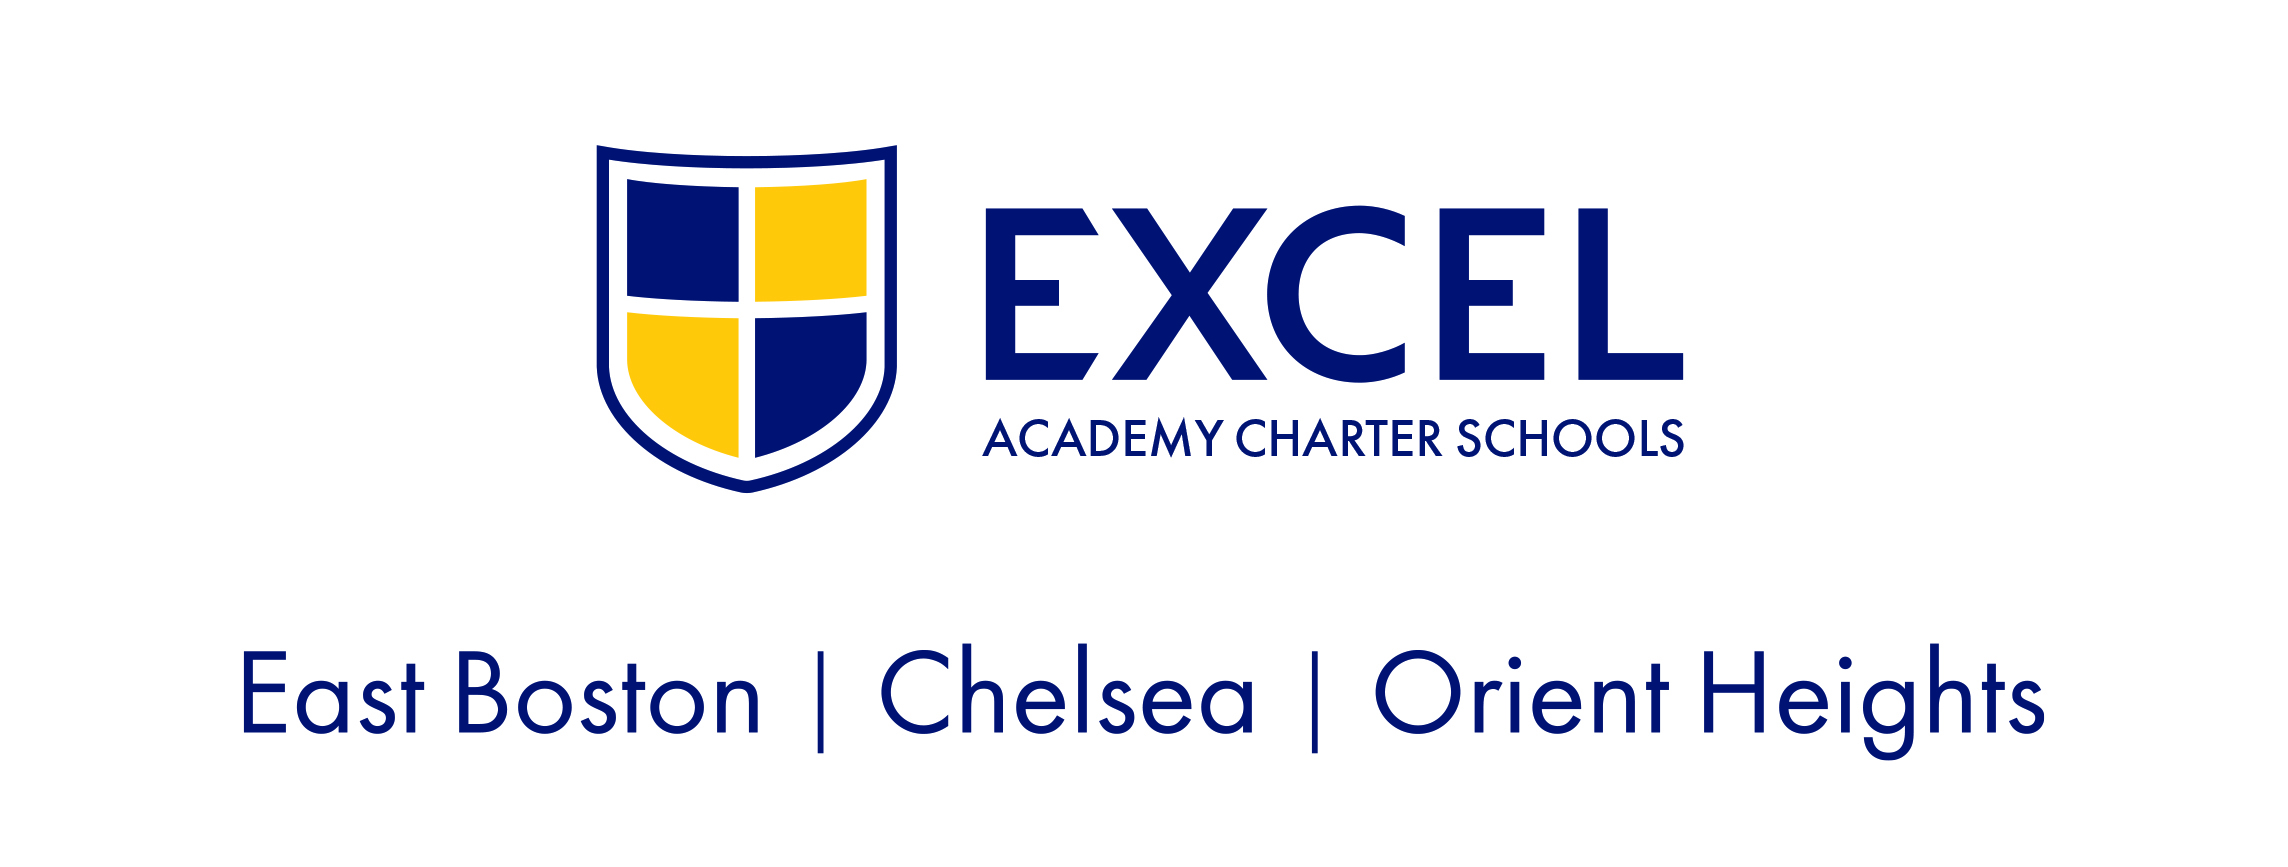 EXCEL
ACADEMY CHARTER SCHOOLS
East Boston | Chelsea | Orient Heights